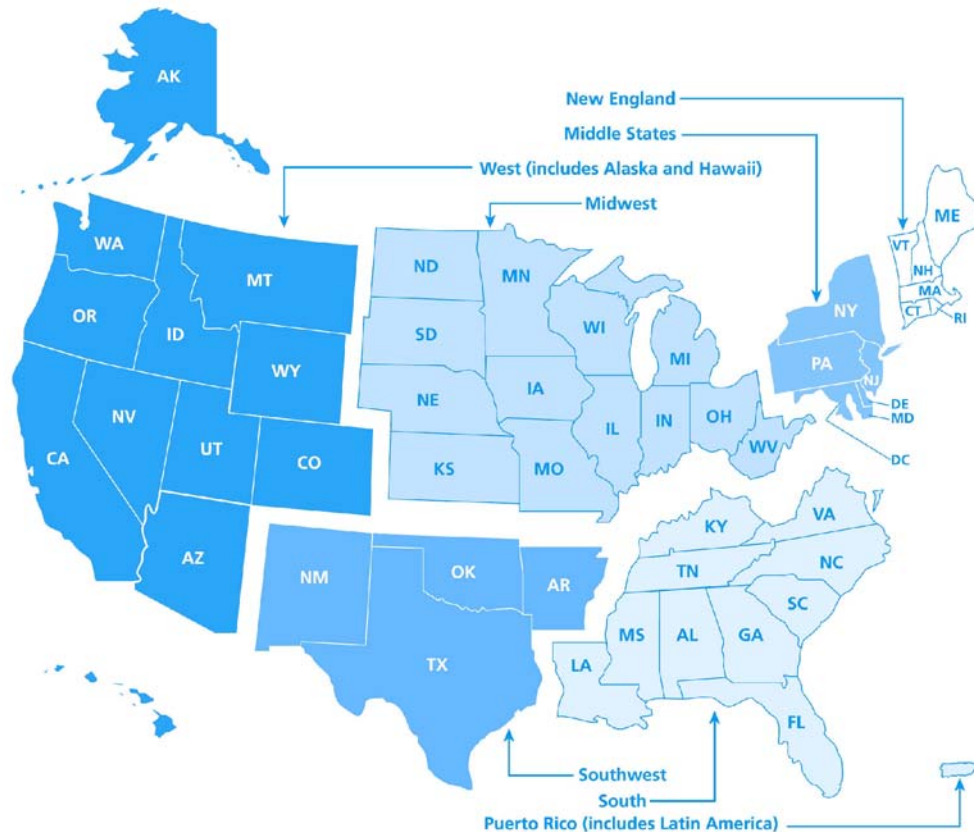 AK
New England
Middle States
West (includes Alaska and Hawaii)
Midwest
ME
WA
VT
ND
MN
MT
NH
MA
OR
CT
RI
NY
ID
SD
WI
MI
WY
PA
NJ
NE
IA
DE
MD
NV
OH
IL
IN
WV
CA
UT
CO
KS
MO
DC
VA
KY
AZ
NC
NM
OK
AR
TN
SC
MS
AL
GA
TX
LA
FL
Southwest
South
Puerto Rico (includes Latin America)